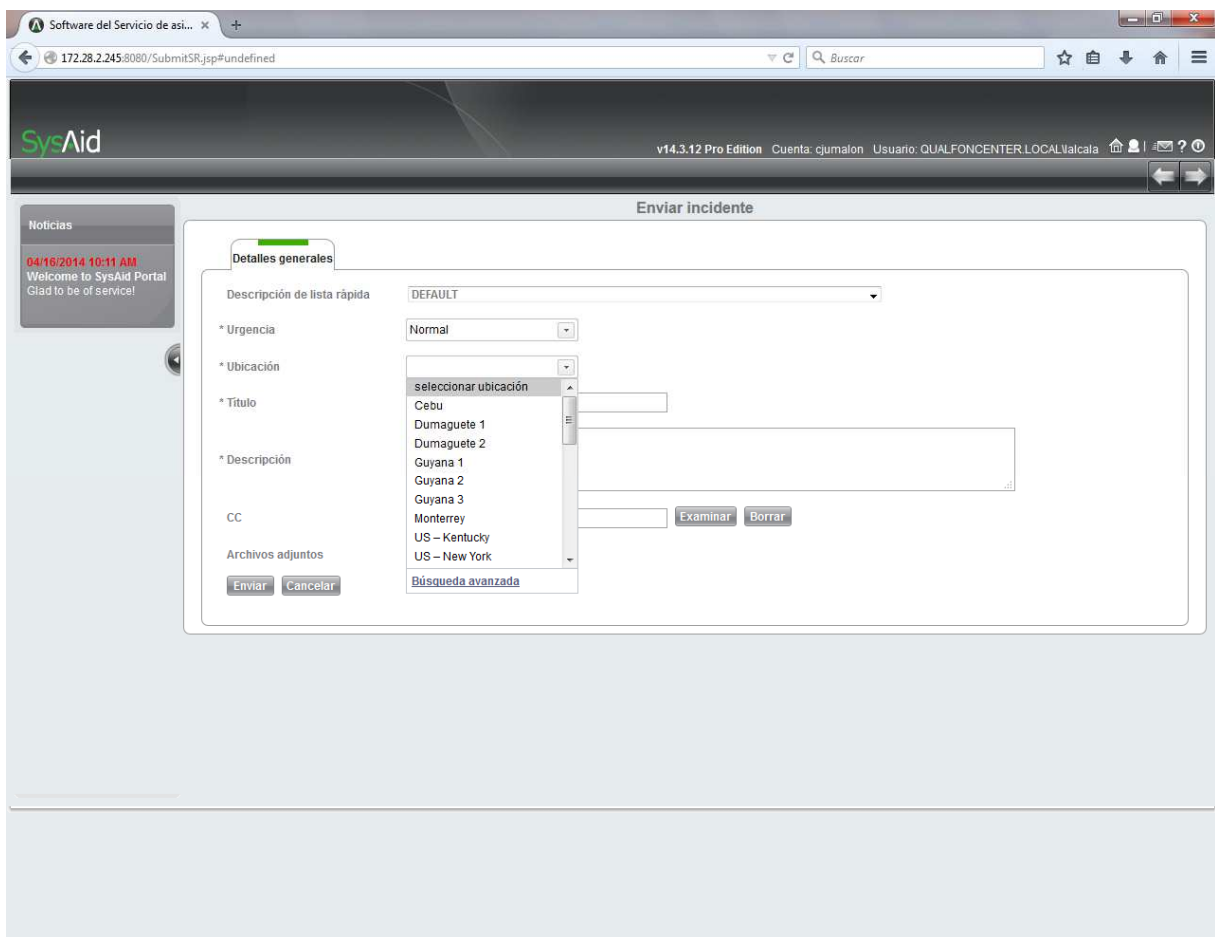 Software del Servicio de asi... × +
172.28.2.245:8080/SubmitSR.jsp#undefined
Buscar
SysAid
v14.3.12 Pro Edition Cuenta: cjumalon Usuario: QUALFONCENTER.LOCAL\lalcala
Enviar incidente
Noticias
04/16/2014 10:11 AM
Welcome to SysAid Portal
Glad to be of service!
Detalles generales
Descripción de lista rápida DEFAULT
* Urgencia Normal
* Ubicación
seleccionar ubicación
* Título
Cebu
Dumaguete 1
Dumaguete 2
* Descripción
Guyana 1
Guyana 2
Guyana 3
CC
Monterrey
Examinar Borrar
US – Kentucky
Archivos adjuntos
US – New York
Enviar Cancelar
Búsqueda avanzada